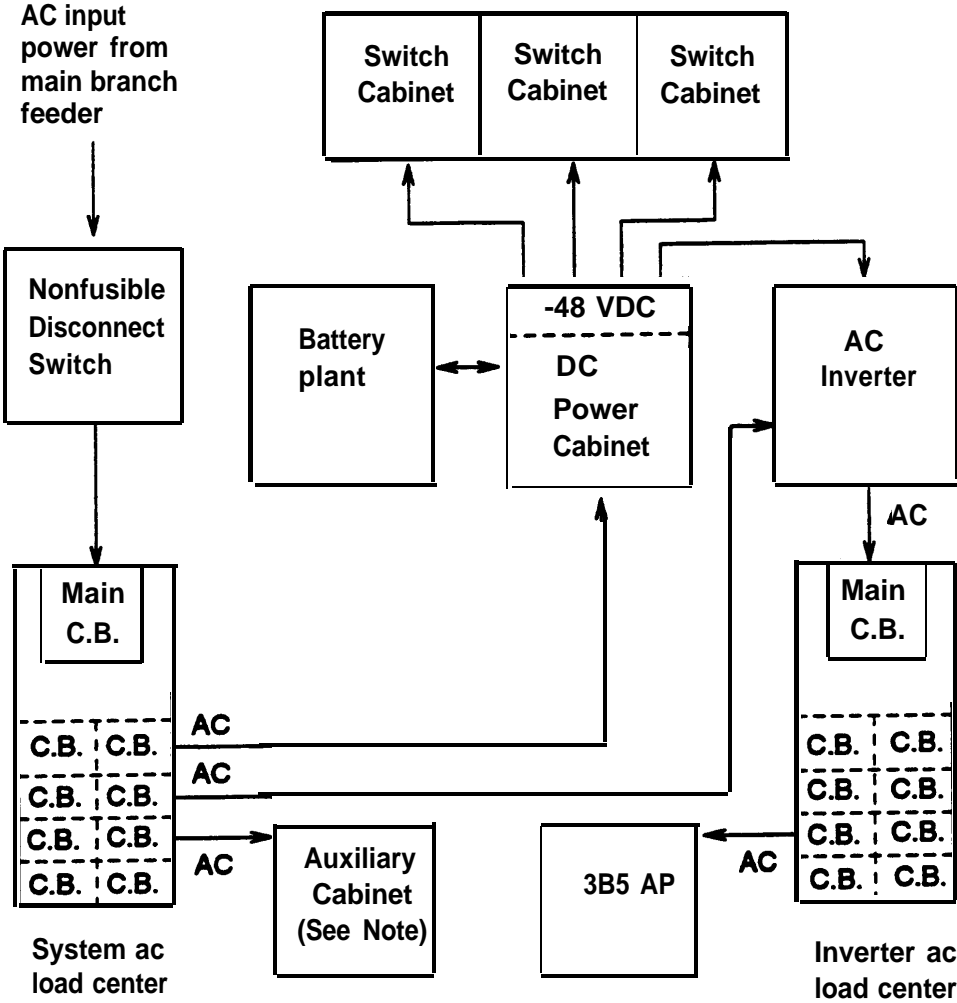 AC input
power from
main branch
feeder
Switch
Cabinet
Switch
Cabinet
Switch
Cabinet
Nonfusible
Disconnect
Switch
Battery
plant
-48 VDC
DC
Power
Cabinet
AC
Inverter
AC
Main
C.B.
Main
C.B.
AC
C.B. C.B.
AC
C.B. C.B.
C.B. C.B.
AC
C.B. C.B.
C.B. C.B.
C.B. C.B.
C.B. C.B.
AC
C.B. C.B.
Auxiliary
Cabinet
(See Note)
3B5 AP
System ac
load center
Inverter ac
load center